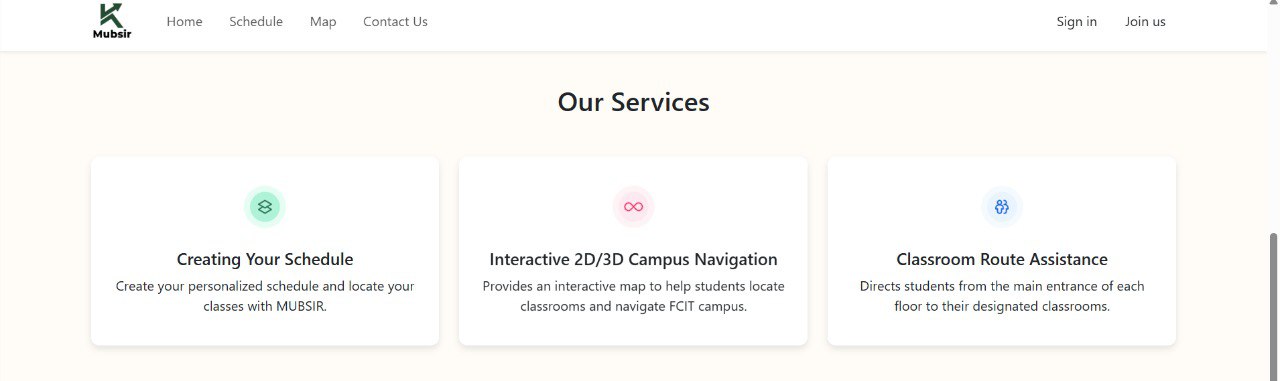 Mubsir
Home
Schedule
Map
Contact Us
Sign in
Join us
Our Services
Creating Your Schedule
Create your personalized schedule and locate your
classes with MUBSIR.
Interactive 2D/3D Campus Navigation
Provides an interactive map to help students locate
classrooms and navigate FCIT campus.
Classroom Route Assistance
Directs students from the main entrance of each
floor to their designated classrooms.